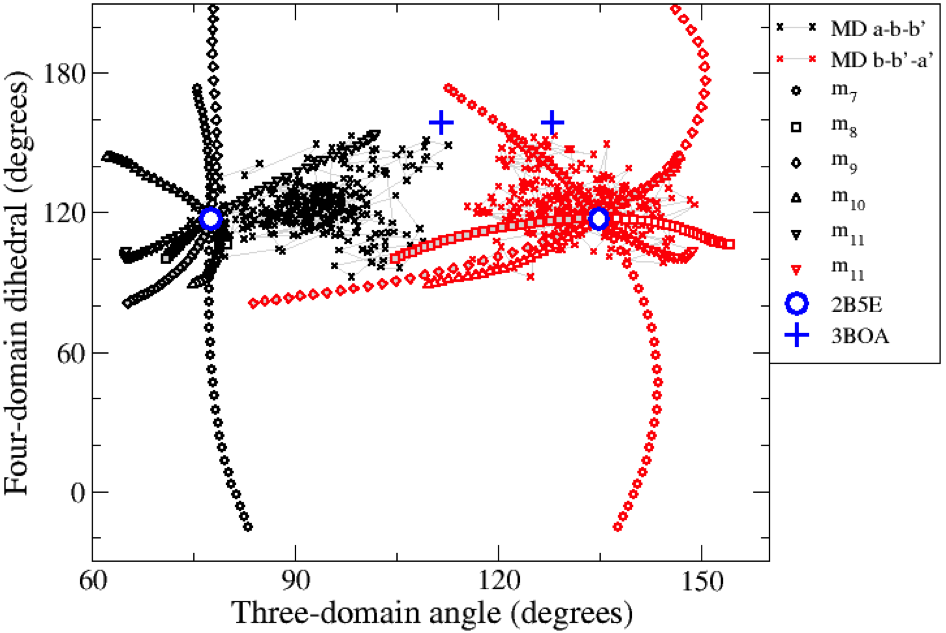 180
120
60
0
60
90
120
150
Four-domain dihedral (degrees)
Three-domain angle (degrees)
MD a-b-b'
MD b-b'-a'
m7
m8
m9
m10
m11
m11
2B5E
3BOA